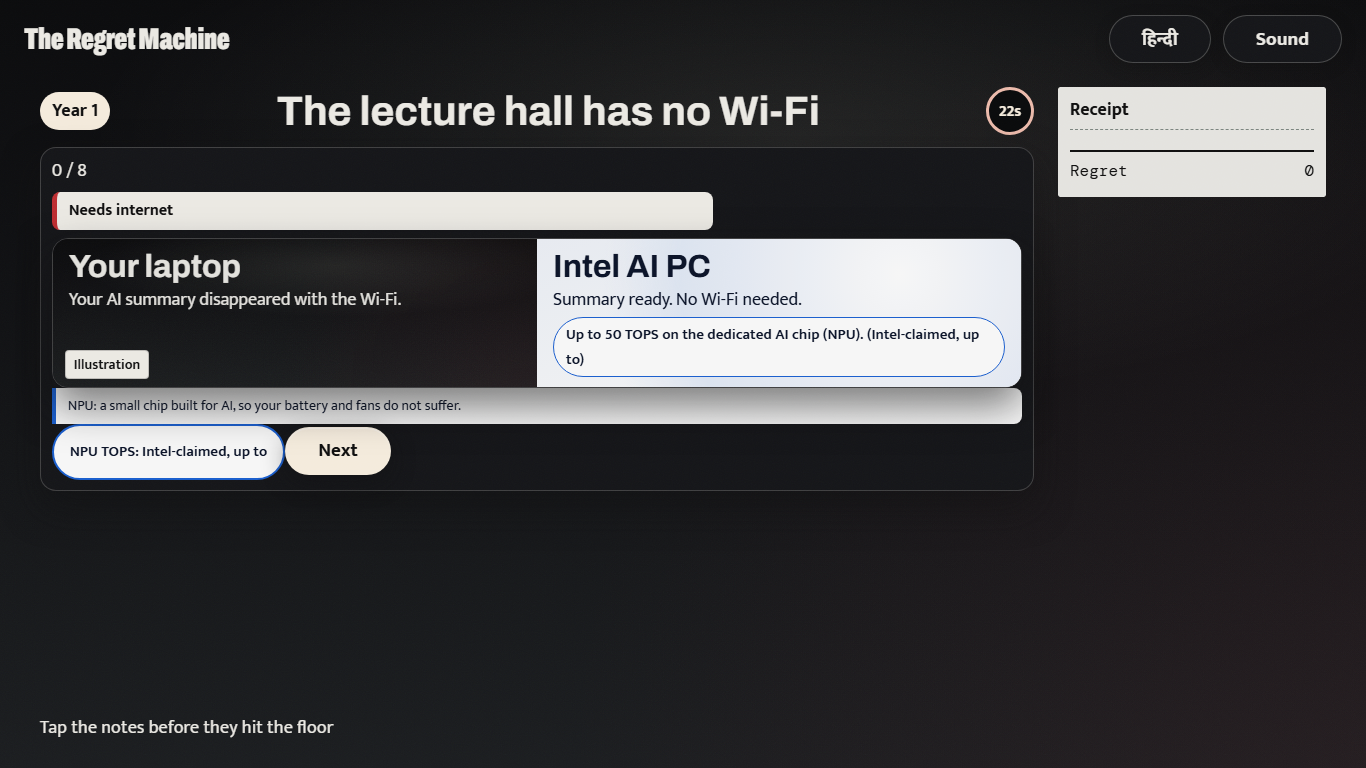 The Regret Machine
हिन्दी
Sound
Year 1
The lecture hall has no Wi-Fi
22s
Receipt
Regret 0
0 / 8
Needs internet
Your laptop
Your AI summary disappeared with the Wi-Fi.
Illustration
Intel AI PC
Summary ready. No Wi-Fi needed.
Up to 50 TOPS on the dedicated AI chip (NPU). (Intel-claimed, up
to)
NPU: a small chip built for AI, so your battery and fans do not suffer.
NPU TOPS: Intel-claimed, up to
Next
Tap the notes before they hit the floor